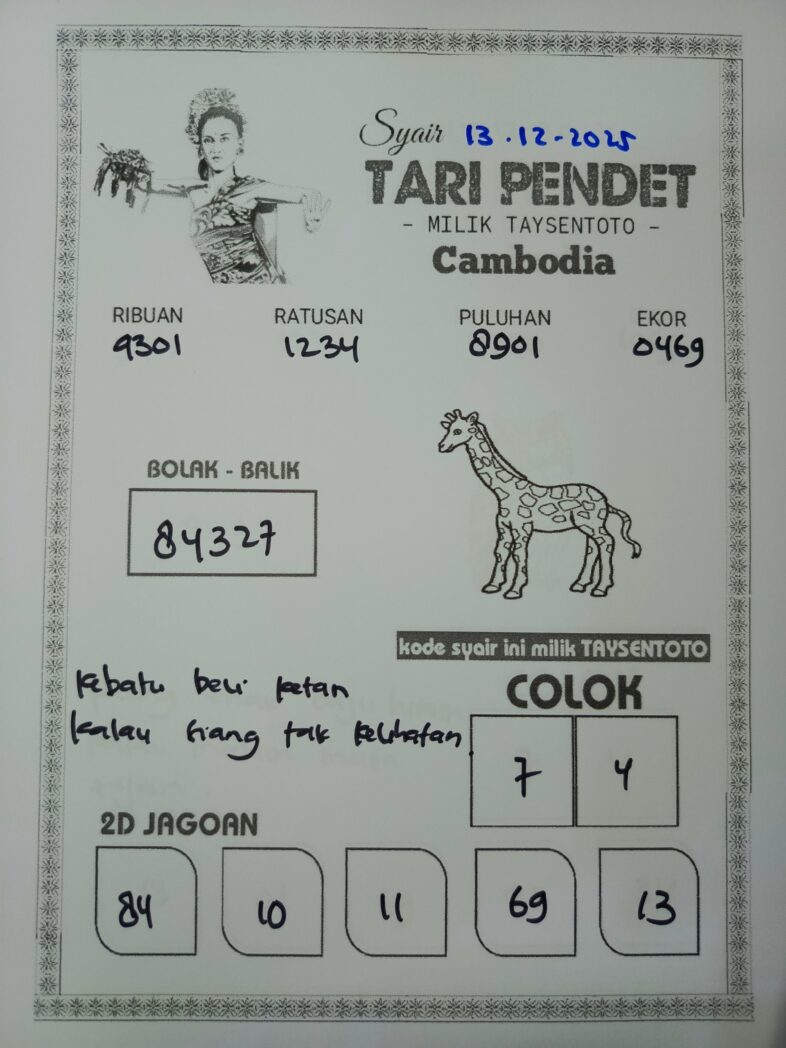 Syair 13.12-2025
TARI PENDET
- MILIK TAYSENTOTO -
Cambodia
RIBUAN RATUSAN PULUHAN EKOR
9301 1234 8901 0469
BOLAK - BALIK
84327
kode syair ini milik TAYSENTOTO
kebatu beli ketan
kalau siang tak kelihatan
COLOK
7 4
2D JAGOAN
84 10 11 69 13